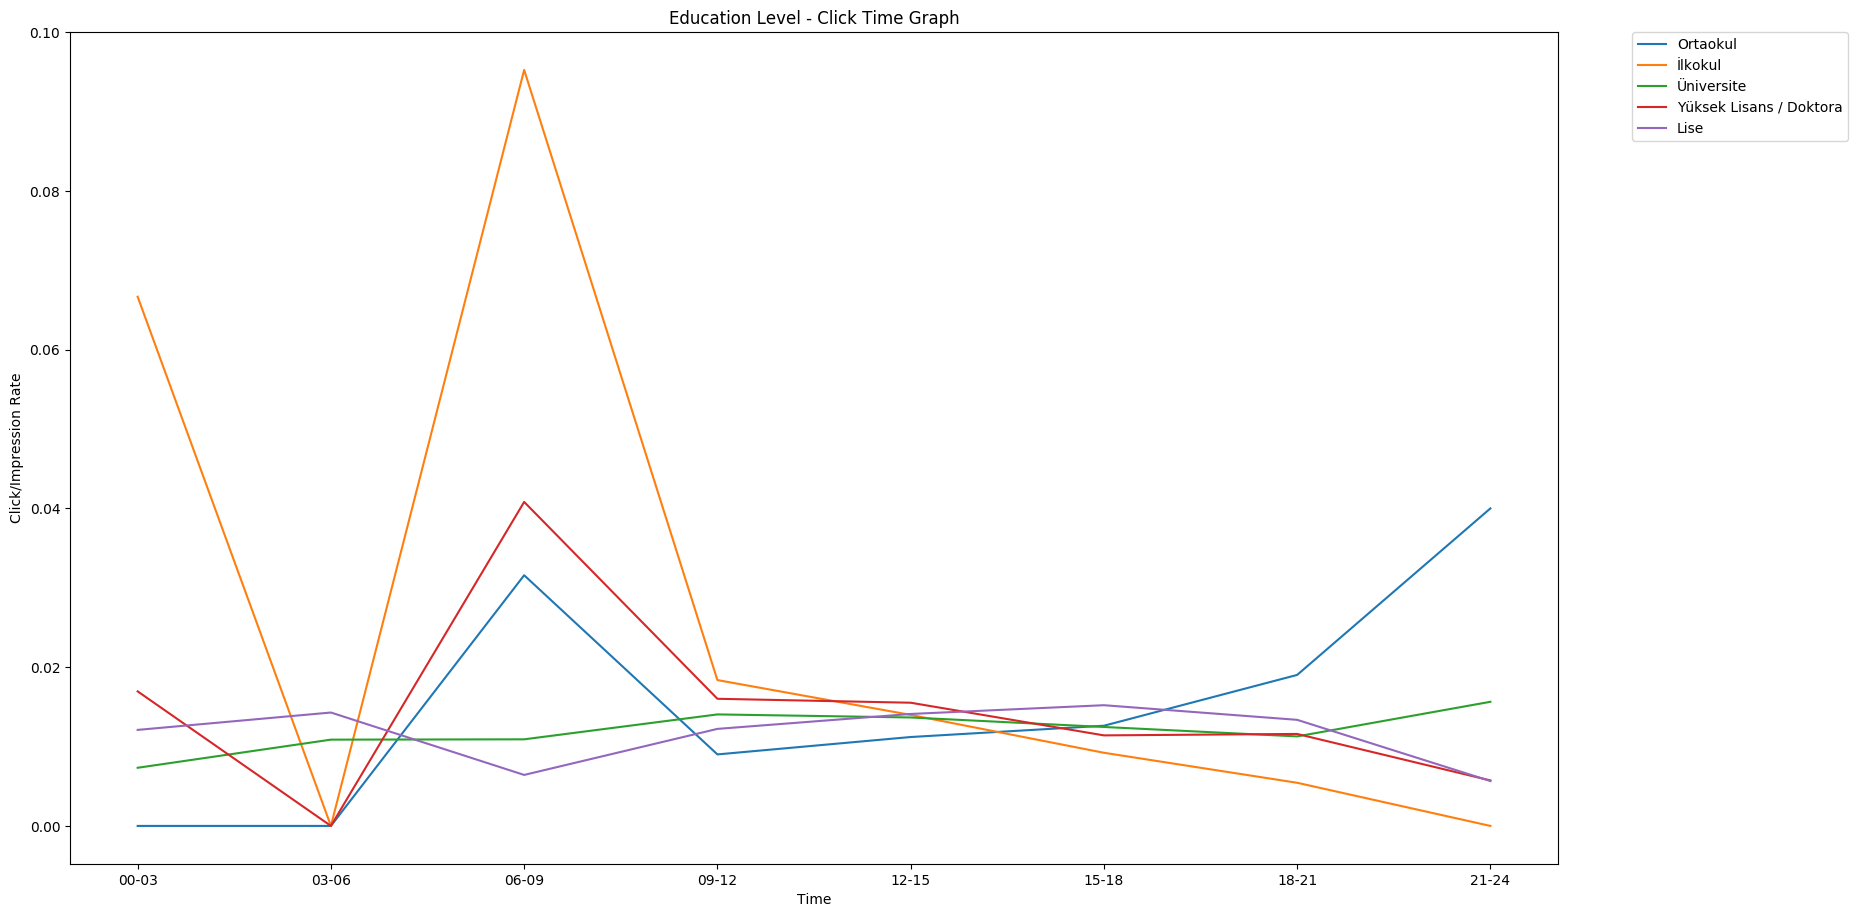 Education Level - Click Time Graph
Ortaokul
İlkokul
Üniversite
Yüksek Lisans / Doktora
Lise
Click/Impression Rate
0.10
0.08
0.06
0.04
0.02
0.00
00-03 03-06 06-09 09-12 12-15 15-18 18-21 21-24
Time